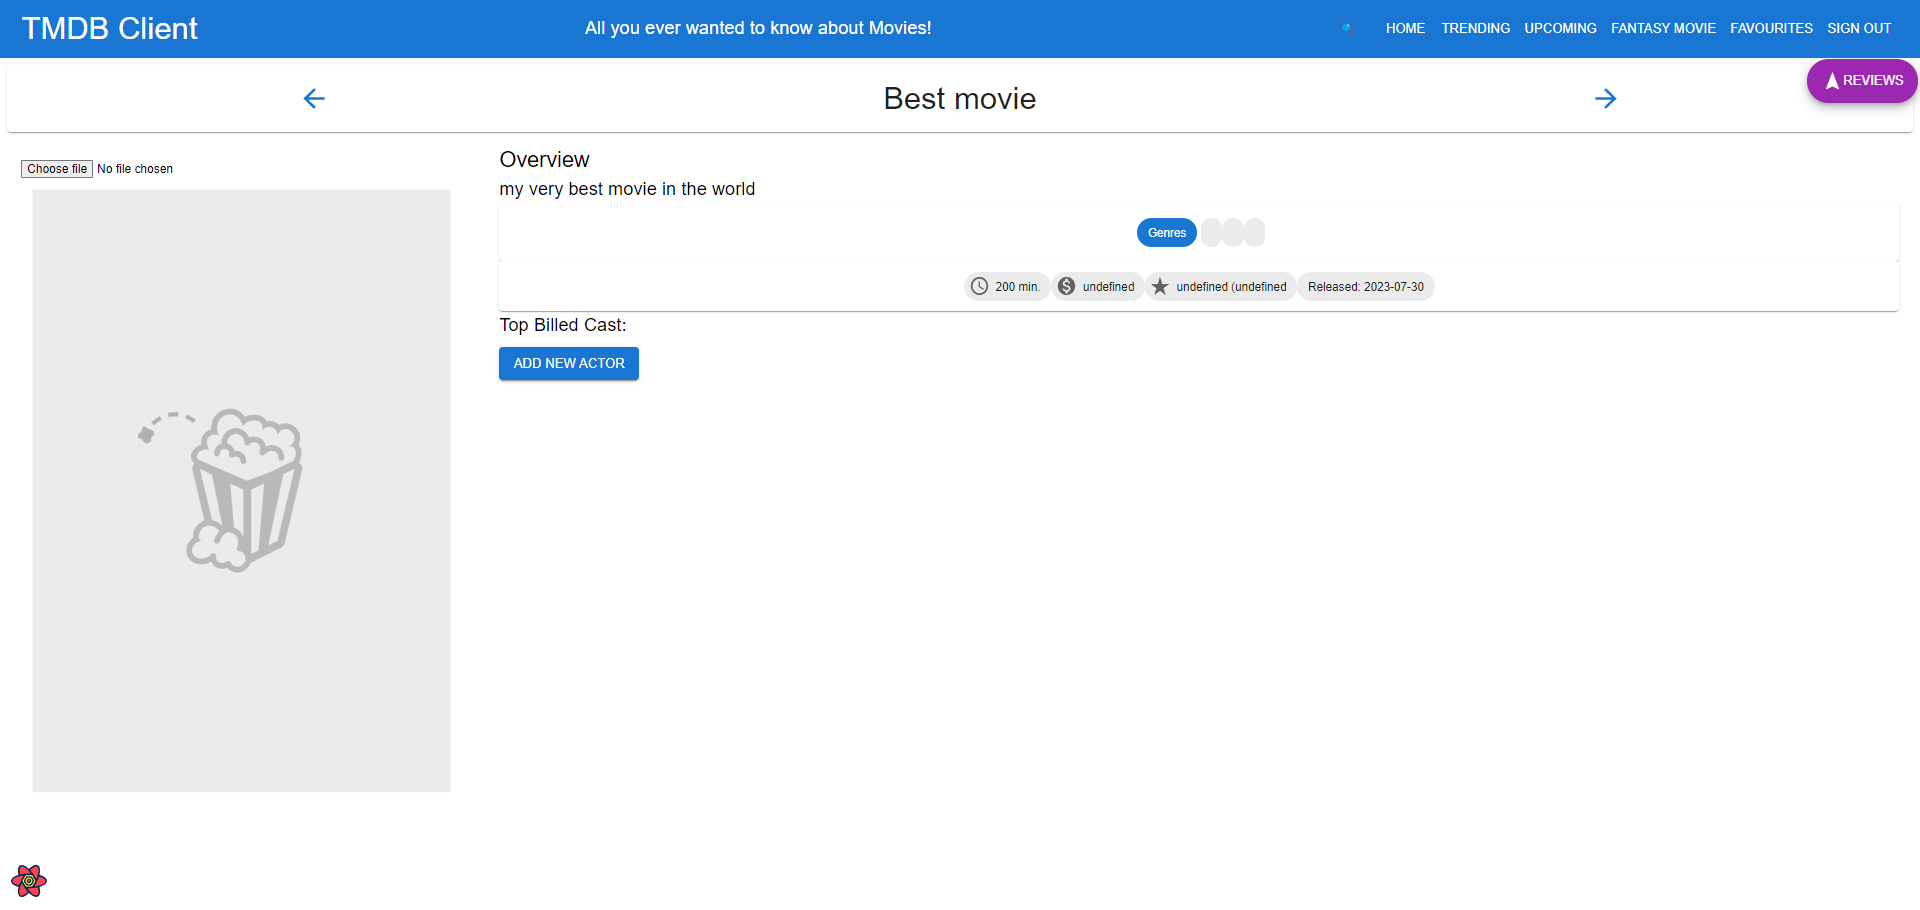 TMDB Client
All you ever wanted to know about Movies!
HOME TRENDING UPCOMING FANTASY MOVIE FAVOURITES SIGN OUT
Best movie
REVIEWS
Choose file No file chosen
Overview
my very best movie in the world
Genres
200 min. undefined undefined (undefined Released: 2023-07-30
Top Billed Cast:
ADD NEW ACTOR